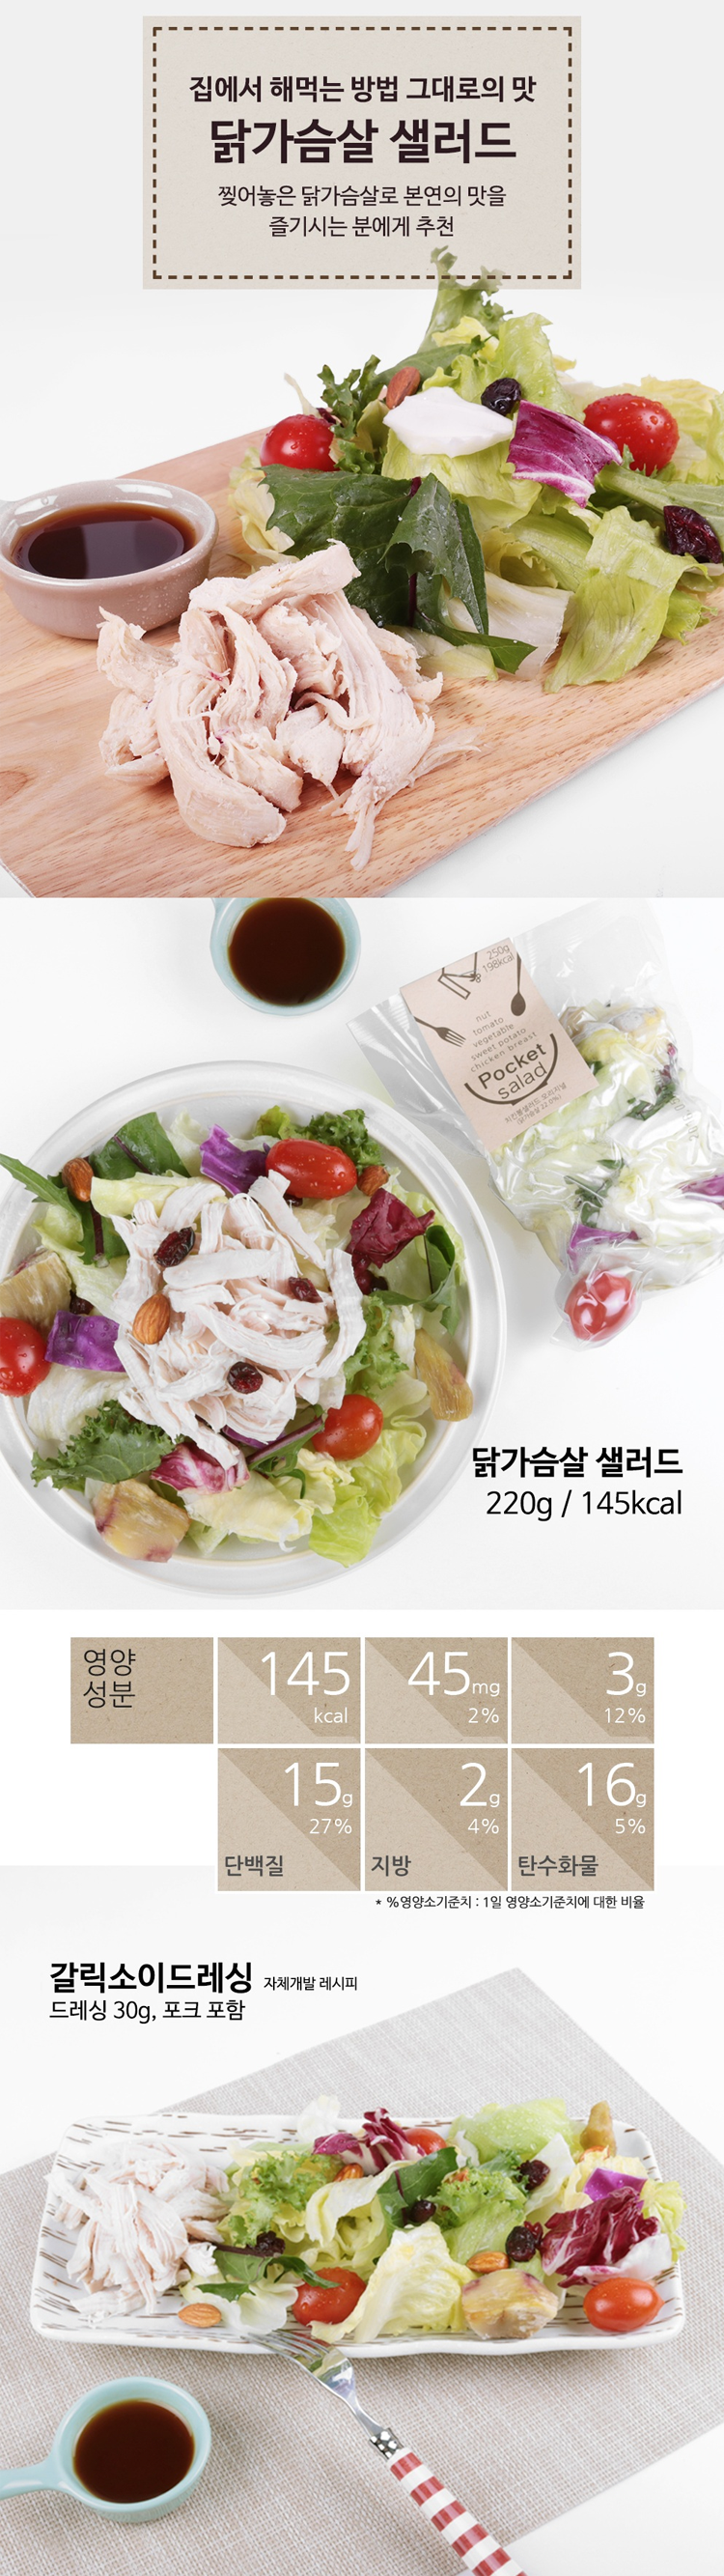 집에서 해먹는 방법 그대로의 맛
닭가슴살 샐러드
찢어놓은 닭가슴살로 본연의 맛을
즐기시는 분에게 추천
250g
198kcal
nut
tomato
vegetable
sweet potato
chicken breast
Pocket
salad
닭가슴살 샐러드
220g / 145kcal
영양
성분
145
kcal
45mg
2%
3g
12%
15g
27%
단백질
2g
4%
지방
16g
5%
탄수화물
* %영양소기준치 : 1일 영양소기준치에 대한 비율
갈릭소이드레싱 자체개발 레시피
드레싱 30g, 포크 포함